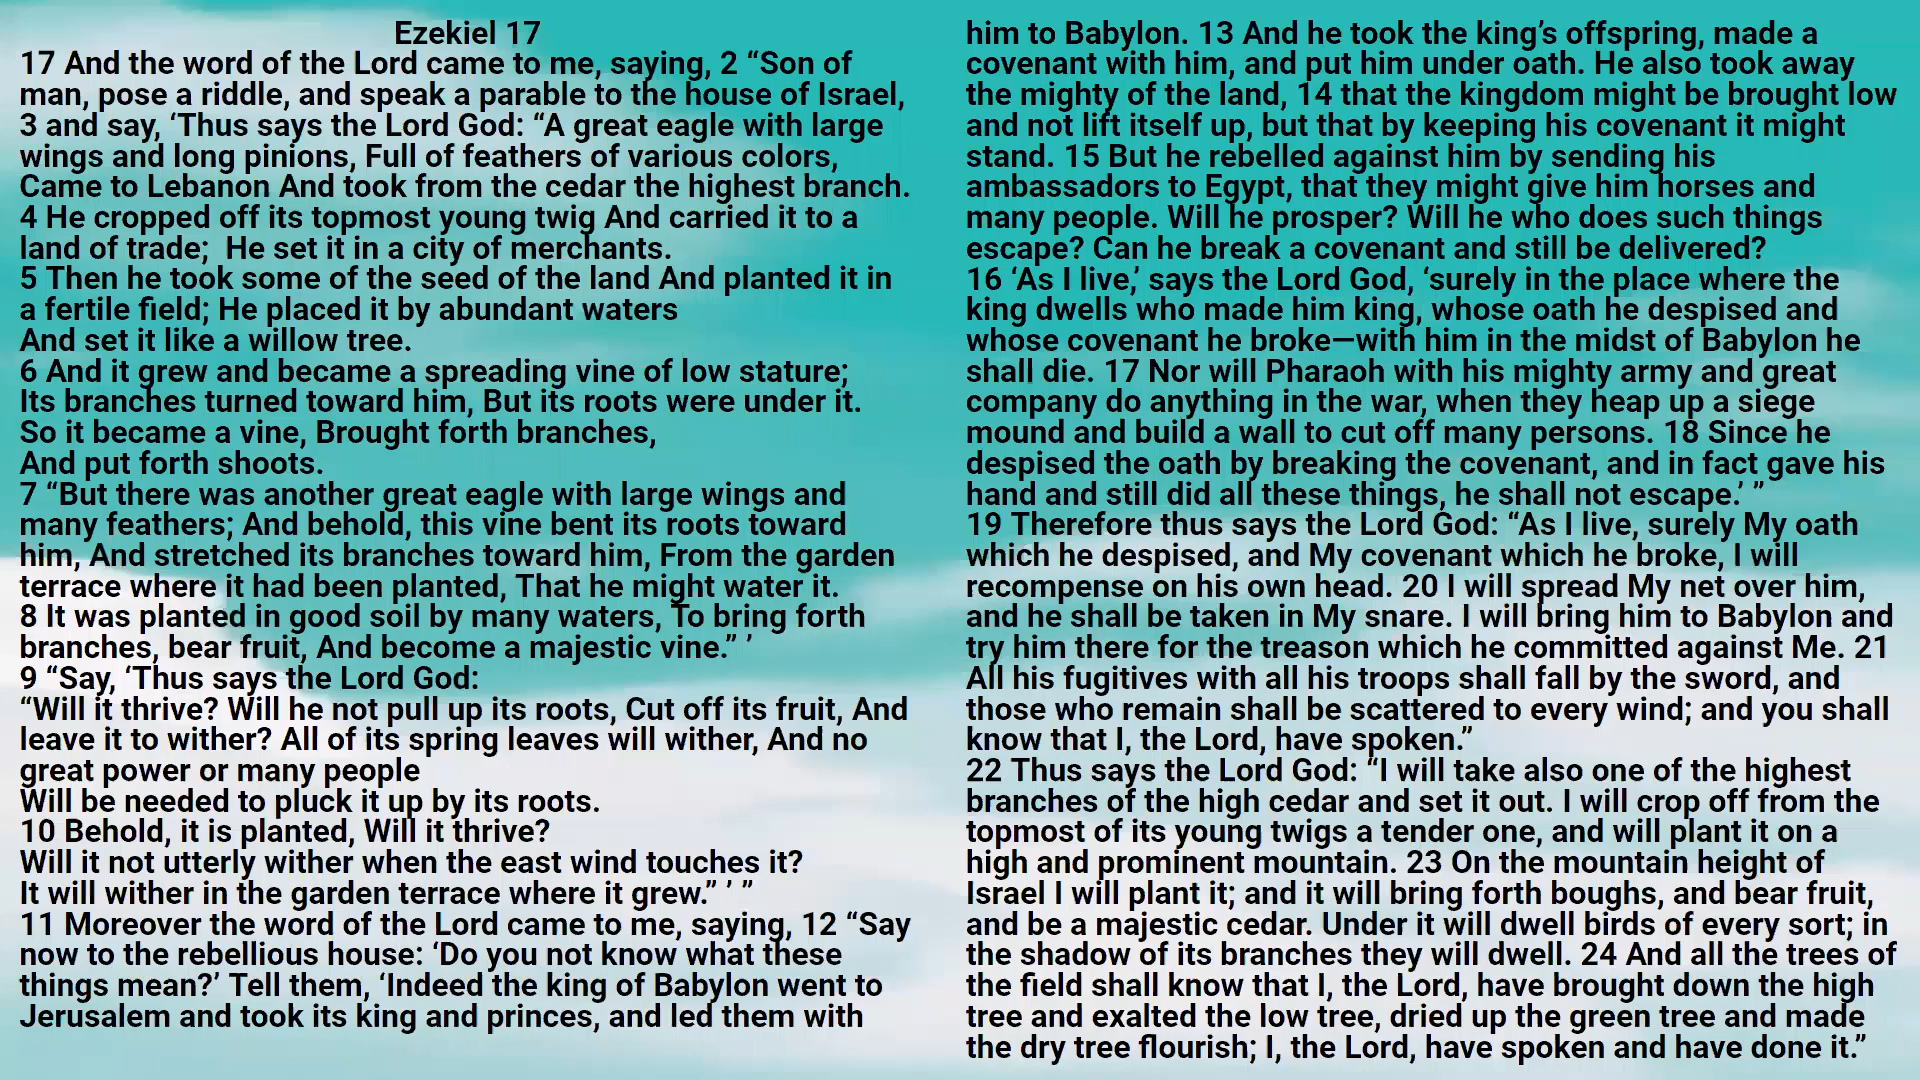 Ezekiel 17
17 And the word of the Lord came to me, saying, 2 “Son of
man, pose a riddle, and speak a parable to the house of Israel,
3 and say, ‘Thus says the Lord God: “A great eagle with large
wings and long pinions, Full of feathers of various colors,
Came to Lebanon And took from the cedar the highest branch.
4 He cropped off its topmost young twig And carried it to a
land of trade;  He set it in a city of merchants.
5 Then he took some of the seed of the land And planted it in
a fertile field; He placed it by abundant waters
And set it like a willow tree.
6 And it grew and became a spreading vine of low stature;
Its branches turned toward him, But its roots were under it.
So it became a vine, Brought forth branches,
And put forth shoots.
7 “But there was another great eagle with large wings and
many feathers; And behold, this vine bent its roots toward
him, And stretched its branches toward him, From the garden
terrace where it had been planted, That he might water it.
8 It was planted in good soil by many waters, To bring forth
branches, bear fruit, And become a majestic vine.” ’
9 “Say, ‘Thus says the Lord God:
“Will it thrive? Will he not pull up its roots, Cut off its fruit, And
leave it to wither? All of its spring leaves will wither, And no
great power or many people
Will be needed to pluck it up by its roots.
10 Behold, it is planted, Will it thrive?
Will it not utterly wither when the east wind touches it?
It will wither in the garden terrace where it grew.” ’ ”
11 Moreover the word of the Lord came to me, saying, 12 “Say
now to the rebellious house: ‘Do you not know what these
things mean?’ Tell them, ‘Indeed the king of Babylon went to
Jerusalem and took its king and princes, and led them with
him to Babylon. 13 And he took the king’s offspring, made a
covenant with him, and put him under oath. He also took away
the mighty of the land, 14 that the kingdom might be brought low
and not lift itself up, but that by keeping his covenant it might
stand. 15 But he rebelled against him by sending his
ambassadors to Egypt, that they might give him horses and
many people. Will he prosper? Will he who does such things
escape? Can he break a covenant and still be delivered?
16 ‘As I live,’ says the Lord God, ‘surely in the place where the
king dwells who made him king, whose oath he despised and
whose covenant he broke—with him in the midst of Babylon he
shall die. 17 Nor will Pharaoh with his mighty army and great
company do anything in the war, when they heap up a siege
mound and build a wall to cut off many persons. 18 Since he
despised the oath by breaking the covenant, and in fact gave his
hand and still did all these things, he shall not escape.’ ”
19 Therefore thus says the Lord God: “As I live, surely My oath
which he despised, and My covenant which he broke, I will
recompense on his own head. 20 I will spread My net over him,
and he shall be taken in My snare. I will bring him to Babylon and
try him there for the treason which he committed against Me. 21
All his fugitives with all his troops shall fall by the sword, and
those who remain shall be scattered to every wind; and you shall
know that I, the Lord, have spoken.”
22 Thus says the Lord God: “I will take also one of the highest
branches of the high cedar and set it out. I will crop off from the
topmost of its young twigs a tender one, and will plant it on a
high and prominent mountain. 23 On the mountain height of
Israel I will plant it; and it will bring forth boughs, and bear fruit,
and be a majestic cedar. Under it will dwell birds of every sort; in
the shadow of its branches they will dwell. 24 And all the trees of
the field shall know that I, the Lord, have brought down the high
tree and exalted the low tree, dried up the green tree and made
the dry tree flourish; I, the Lord, have spoken and have done it.”